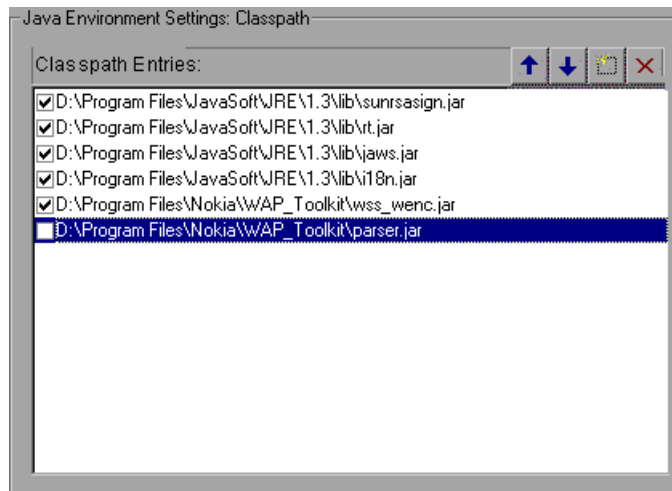 Java Environment Settings: Classpath
Classpath Entries:
D:\Program Files\JavaSoft\JRE\1.3\lib\sunrsasign.jar
D:\Program Files\JavaSoft\JRE\1.3\lib\rt.jar
D:\Program Files\JavaSoft\JRE\1.3\lib\jaws.jar
D:\Program Files\JavaSoft\JRE\1.3\lib\i18n.jar
D:\Program Files\Nokia\WAP_Toolkit\wss_wenc.jar
D:\Program Files\Nokia\WAP_Toolkit\parser.jar